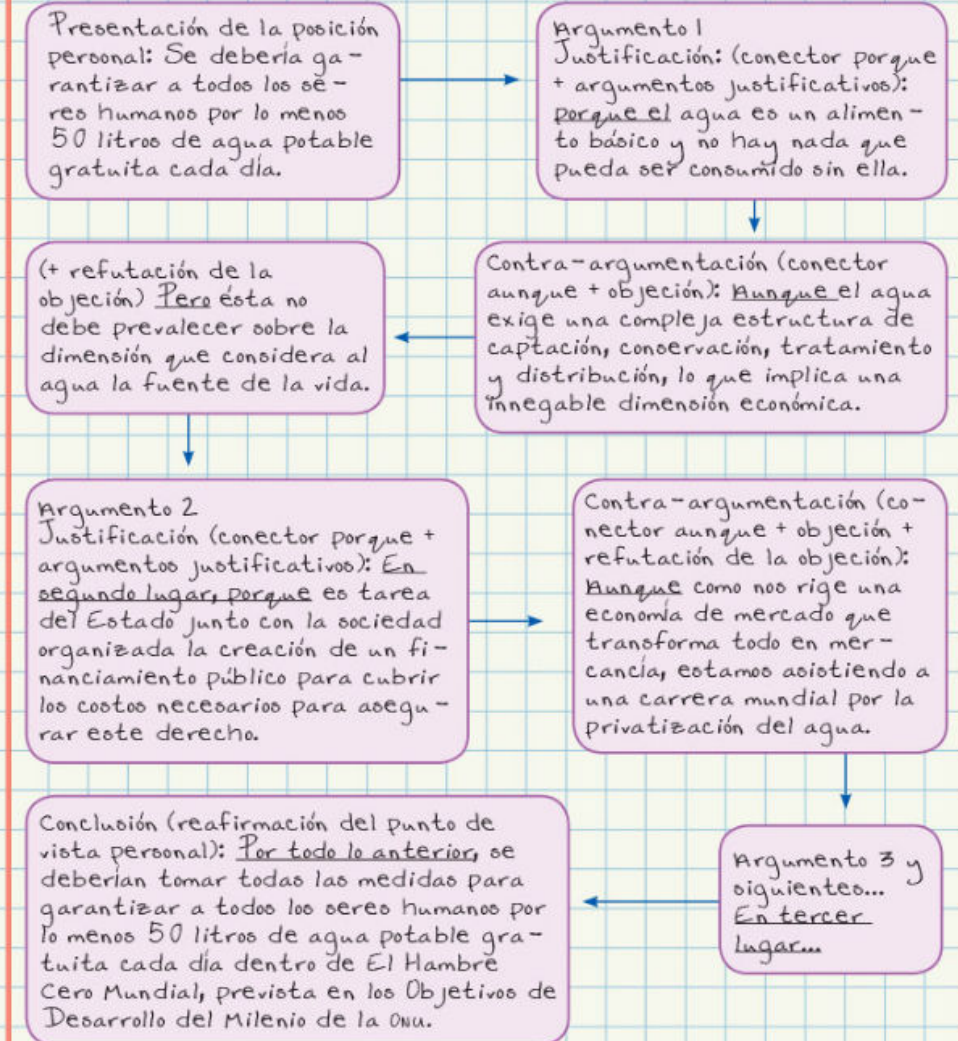 Presentación de la posición
personal: Se debería ga-
rantizar a todos los se-
res humanos por lo menos
50 litros de agua potable
gratuita cada día.
Argumento 1
Justificación: (conector porque
+ argumentos justificativos):
porque el agua es un alimen-
to básico y no hay nada que
pueda ser consumido sin ella.
Contra-argumentación (conector
aunque + objeción): Aunque el agua
exige una compleja estructura de
captación, conservación, tratamiento
y distribución, lo que implica una
innegable dimensión económica.
(+ refutación de la
objeción) Pero ésta no
debe prevalecer sobre la
dimensión que considera al
agua la fuente de la vida.
Argumento 2
Justificación (conector porque +
argumentos justificativos): En
segundo lugar, porque es tarea
del Estado junto con la sociedad
organizada la creación de un fi-
nanciamiento público para cubrir
los costos necesarios para asegu-
rar este derecho.
Contra-argumentación (co-
nector aunque + objeción +
refutación de la objeción):
Aunque como nos rige una
economía de mercado que
transforma todo en mer-
cancía, estamos asistiendo a
una carrera mundial por la
privatización del agua.
Argumento 3 y
siguientes...
En tercer
lugar...
Conclusión (reafirmación del punto de
vista personal): Por todo lo anterior, se
deberían tomar todas las medidas para
garantizar a todos los seres humanos por
lo menos 50 litros de agua potable gra-
tuita cada día dentro de El Hambre
Cero Mundial, prevista en los Objetivos de
Desarrollo del Milenio de la ONU.